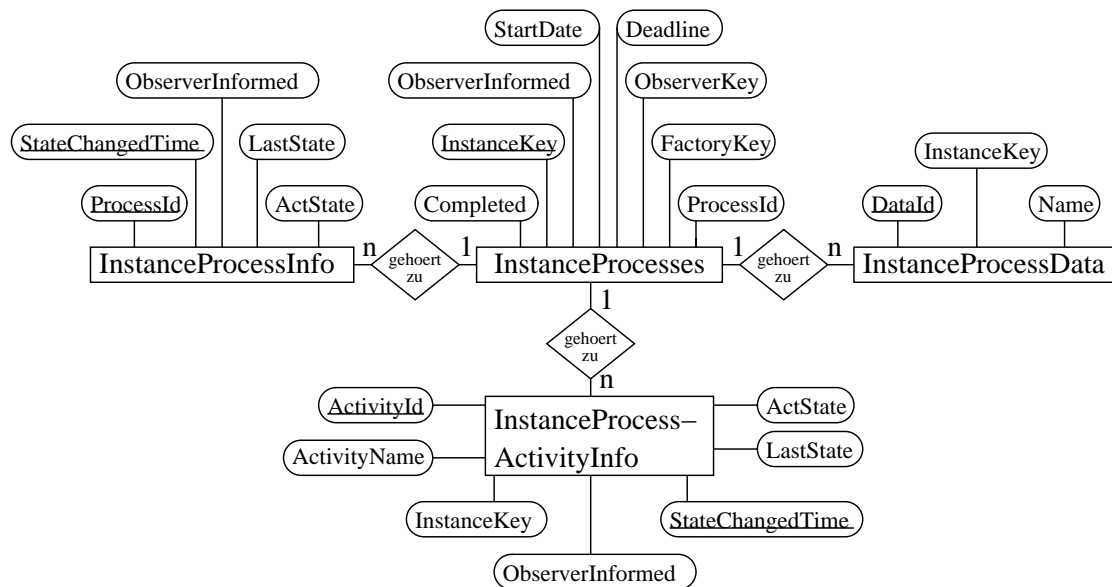 StartDate
Deadline
ObserverInformed
ObserverInformed
ObserverKey
StateChangedTime
LastState
InstanceKey
FactoryKey
InstanceKey
ProcessId
ActState
Completed
ProcessId
DataId
Name
InstanceProcessInfo
n
gehoert
zu
1
InstanceProcesses
1
gehoert
zu
n
InstanceProcessData
1
gehoert
zu
n
ActivityId
InstanceProcess–
ActivityInfo
ActState
ActivityName
LastState
InstanceKey
StateChangedTime
ObserverInformed